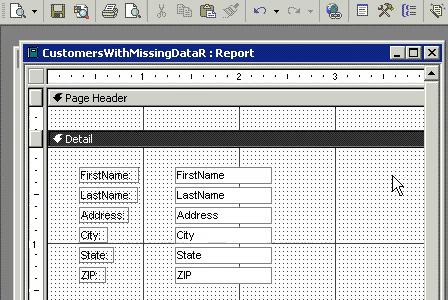 CustomersWithMissingDataR : Report
1 2 3
Page Header
Detail
FirstName: FirstName
LastName: LastName
Address: Address
City: City
1
State: State
ZIP: ZIP